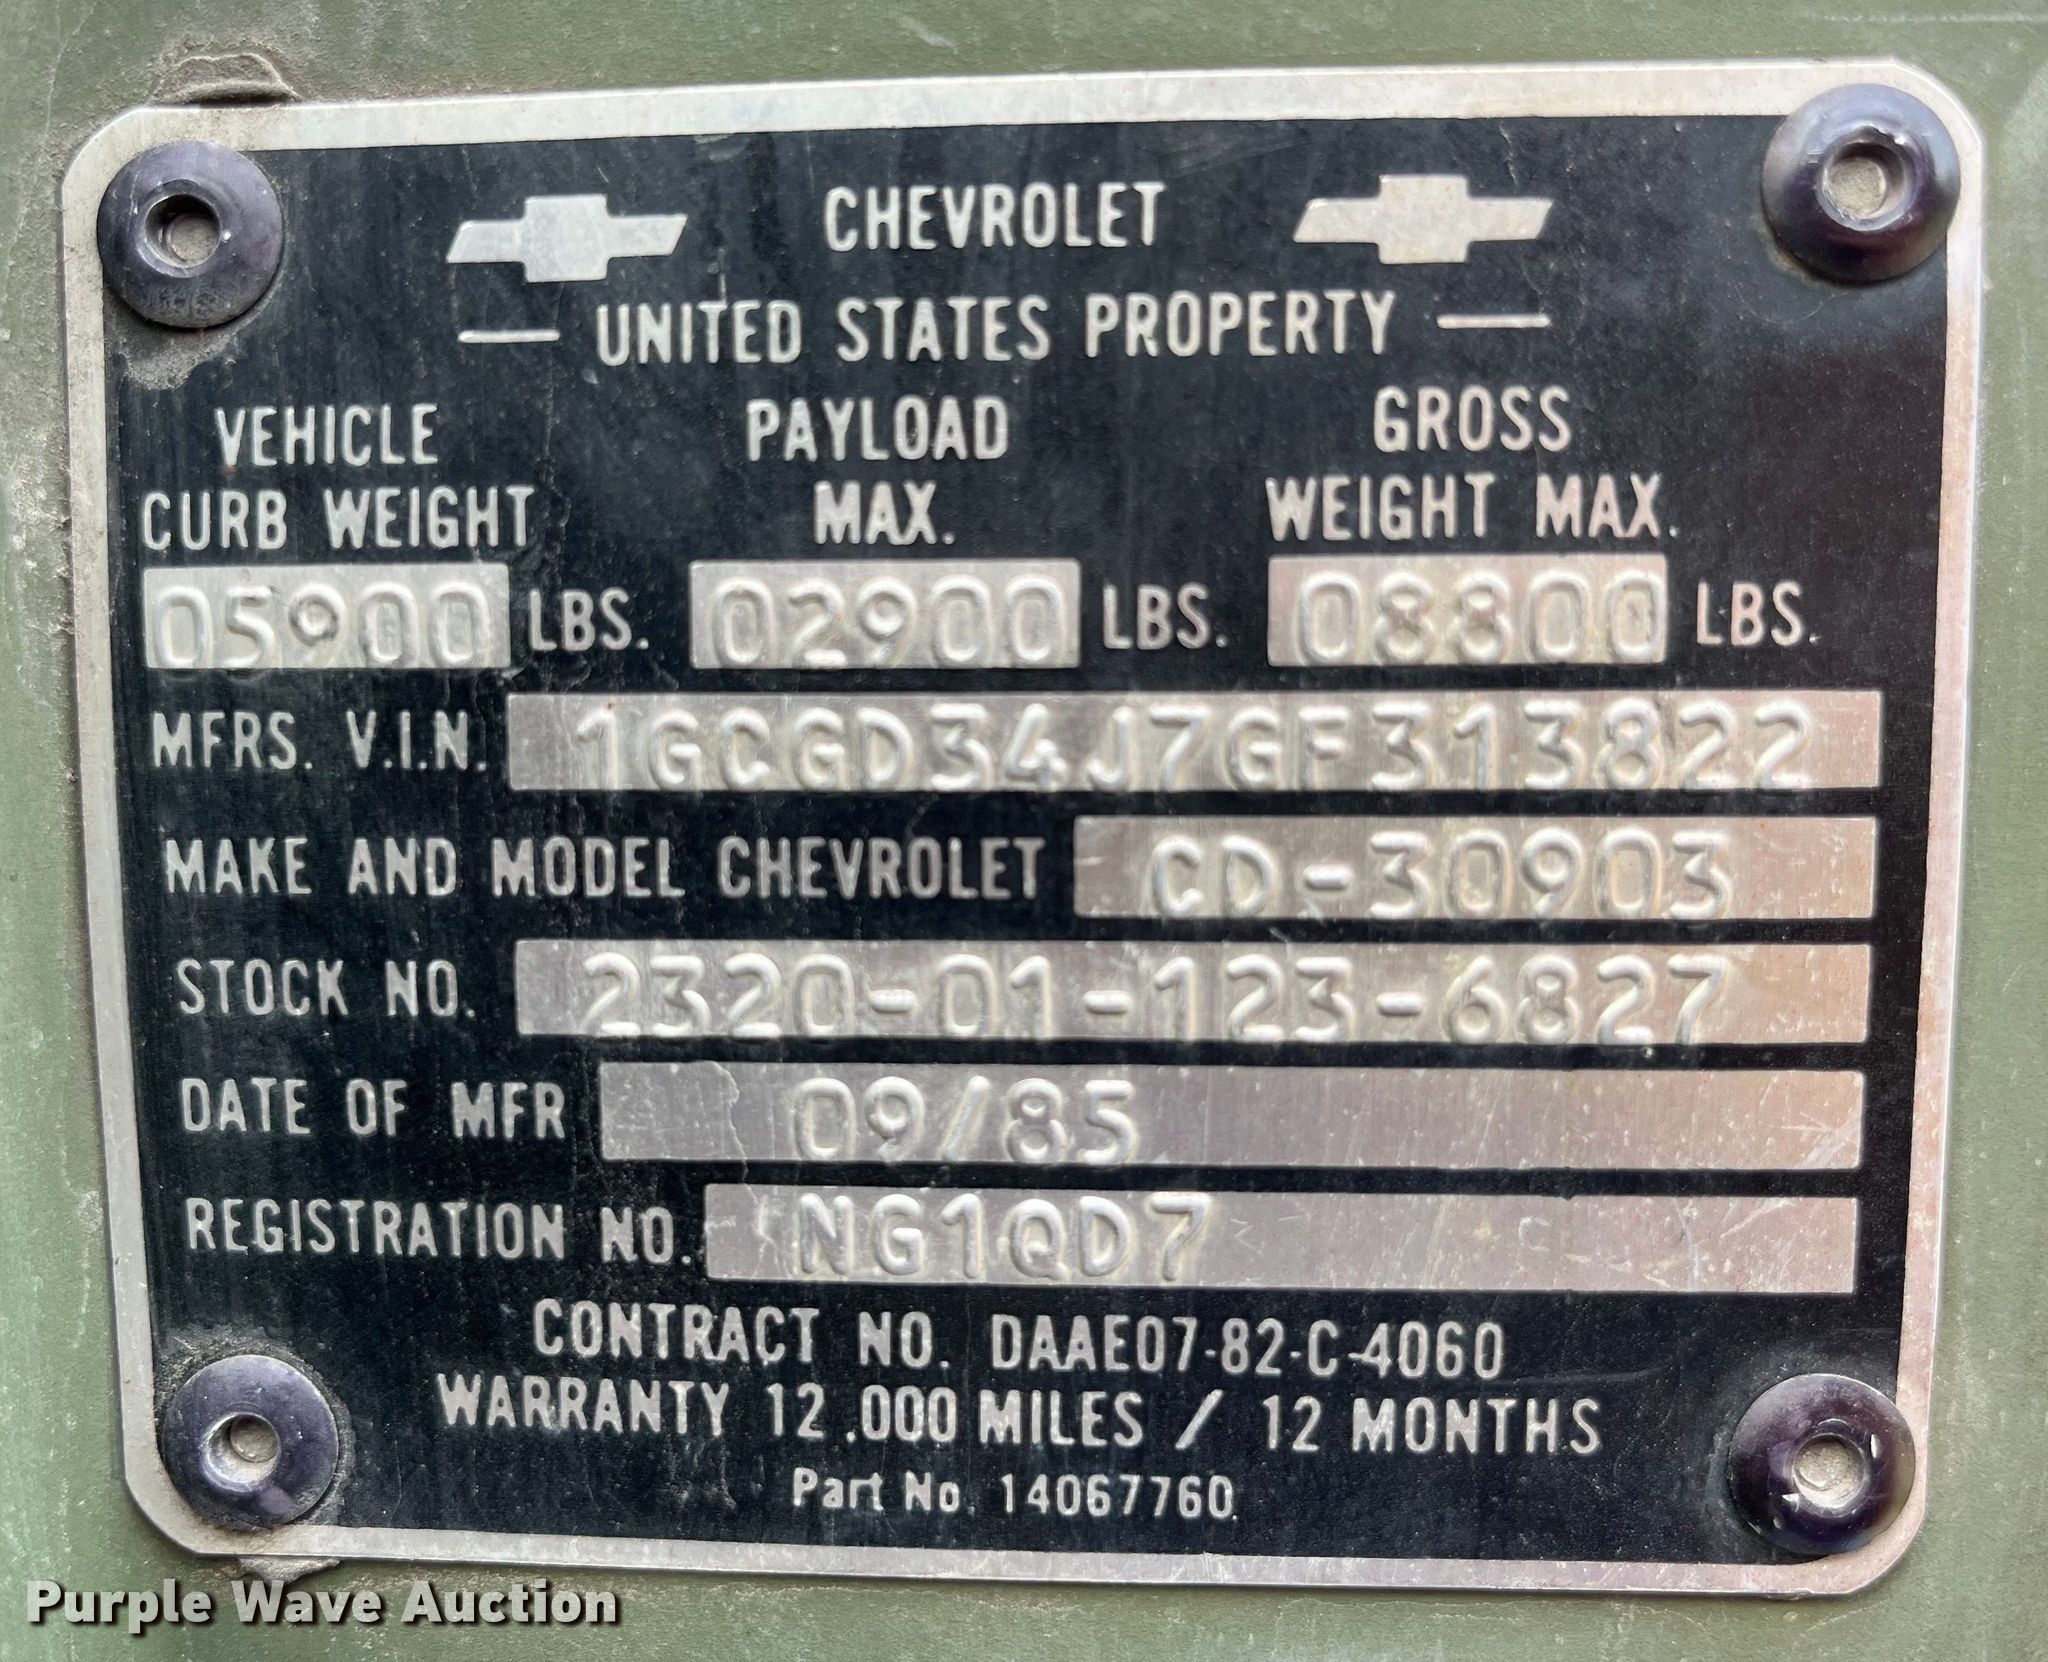 CHEVROLET
UNITED STATES PROPERTY
VEHICLE CURB WEIGHT 05900 LBS.
PAYLOAD MAX. 02900 LBS.
GROSS WEIGHT MAX. 08800 LBS.
MFRS. V.I.N. 1GCGD34J7GF313822
MAKE AND MODEL CHEVROLET CD-30903
STOCK NO. 2320-01-123-6827
DATE OF MFR 09/85
REGISTRATION NO. NG1QD7
CONTRACT NO. DAAE07-82-C-4060
WARRANTY 12,000 MILES / 12 MONTHS
Part No. 14067760
Purple Wave Auction